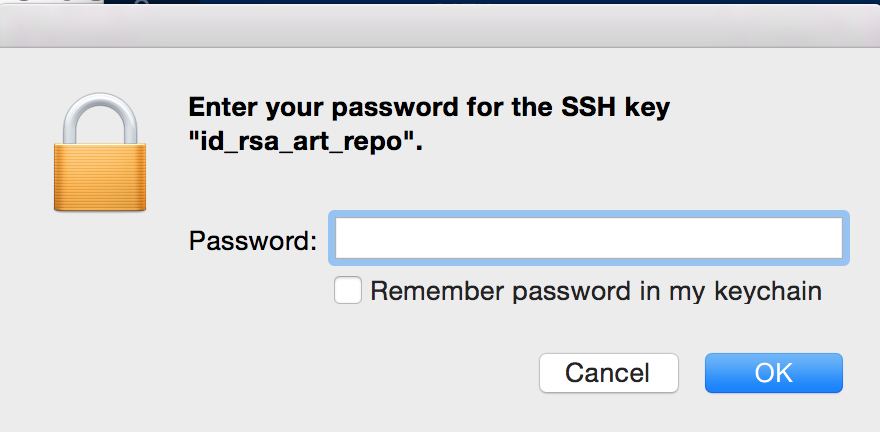 Enter your password for the SSH key
"id_rsa_art_repo".
Password:
Remember password in my keychain
Cancel
OK